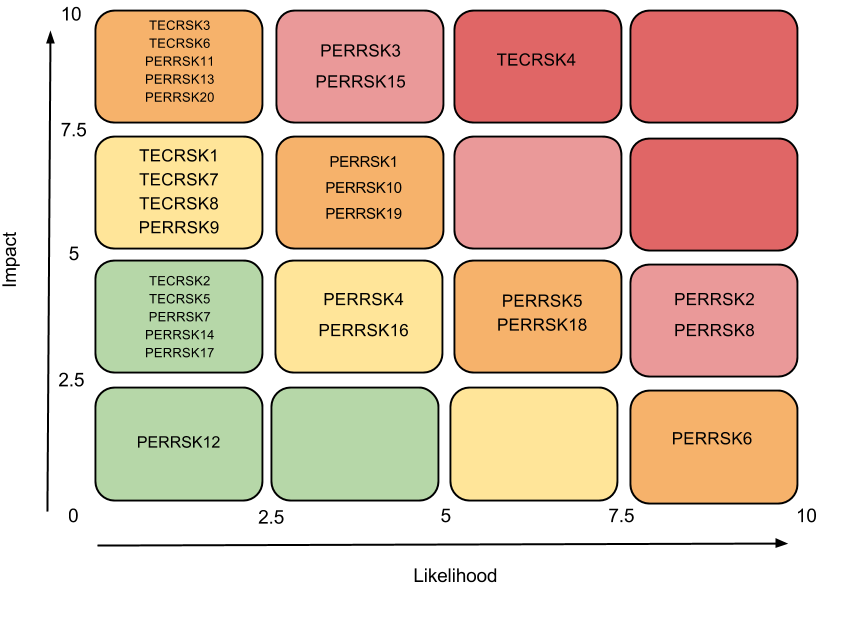 10
TECRSK3
TECRSK6
PERRSK11
PERRSK13
PERRSK20
PERRSK3
PERRSK15
TECRSK4
7.5
TECRSK1
TECRSK7
TECRSK8
PERRSK9
PERRSK1
PERRSK10
PERRSK19
Impact
5
TECRSK2
TECRSK5
PERRSK7
PERRSK14
PERRSK17
PERRSK4
PERRSK16
PERRSK5
PERRSK18
PERRSK2
PERRSK8
2.5
PERRSK12
PERRSK6
0
2.5
5
7.5
10
Likelihood